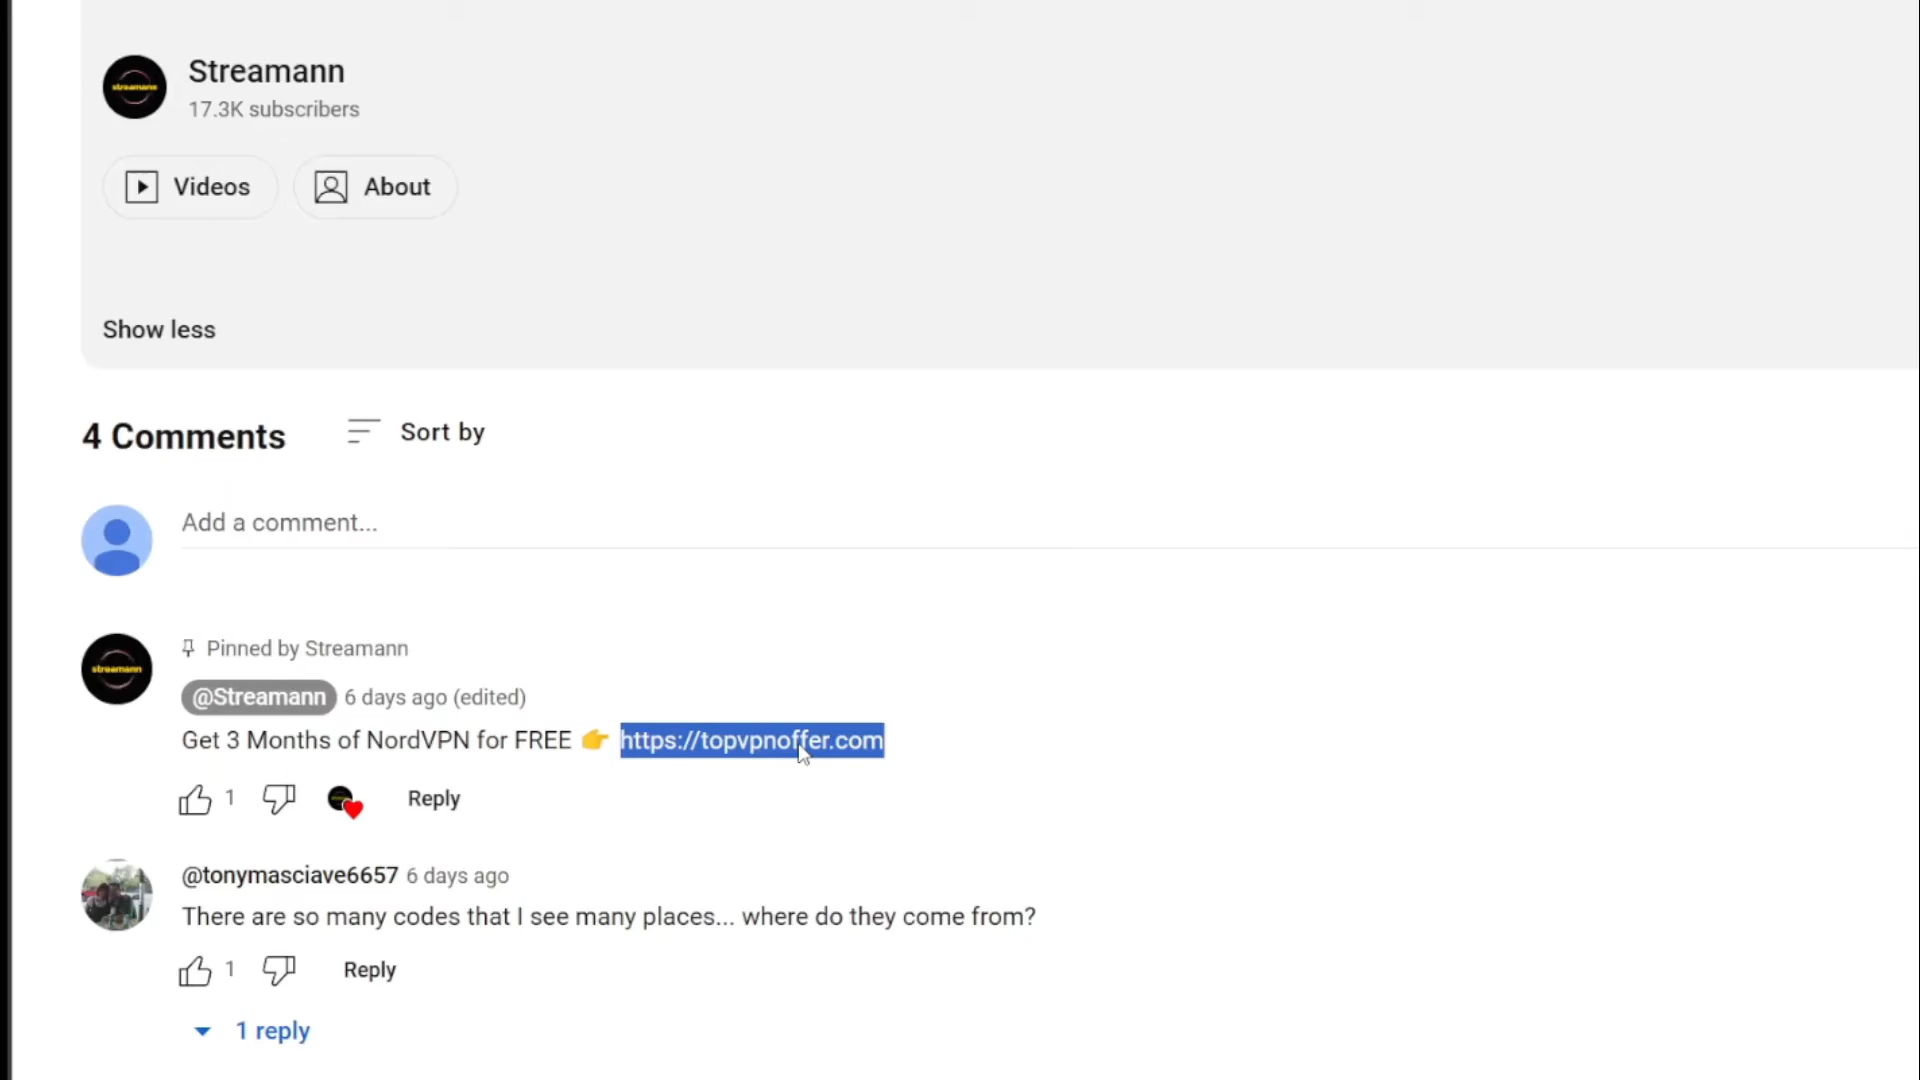 streamann
Streamann
17.3K subscribers
Videos
About
Show less
4 Comments
Sort by
Add a comment...
Pinned by Streamann
streamann
@Streamann 6 days ago (edited)
Get 3 Months of NordVPN for FREE 👉 https://topvpnoffer.com
1
Reply
@tonymasciave6657 6 days ago
There are so many codes that I see many places... where do they come from?
1
Reply
1 reply